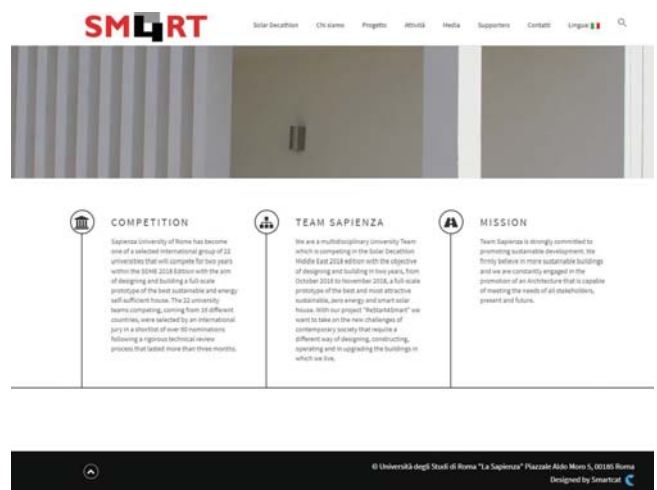 SM4RT
Solar Decathlon Chi siamo Progetto Attività Media Supporters Contatti Lingue:
COMPETITION
Sapienza University of Rome has become
one of a selected international group of 22
universities that will compete for two years
within the SDME 2018 Edition with the aim
of designing and building a full-scale
prototype of the best sustainable and energy
self-sufficient house. The 22 university
teams competing, coming from 16 different
countries, were selected by an international
jury in a shortlist of over 60 nominations
following a rigorous technical review
process that lasted more than three months.
TEAM SAPIENZA
We are a multidisciplinary University Team
which is competing in the Solar Decathlon
Middle East 2018 edition with the objective
of designing and building in two years, from
October 2016 to November 2018, a full-scale
prototype of the best and most attractive
sustainable, zero energy and smart solar
house. With our project "ReStart4Smart" we
want to take on the new challenges of
contemporary society that require a
different way of designing, constructing,
operating and in upgrading the buildings in
which we live.
MISSION
Team Sapienza is strongly committed to
promoting sustainable development. We
firmly believe in more sustainable buildings
and we are constantly engaged in the
promotion of an Architecture that is capable
of meeting the needs of all stakeholders,
present and future.
© Università degli Studi di Roma "La Sapienza" Piazzale Aldo Moro 5, 00185 Roma
Designed by Smartcat